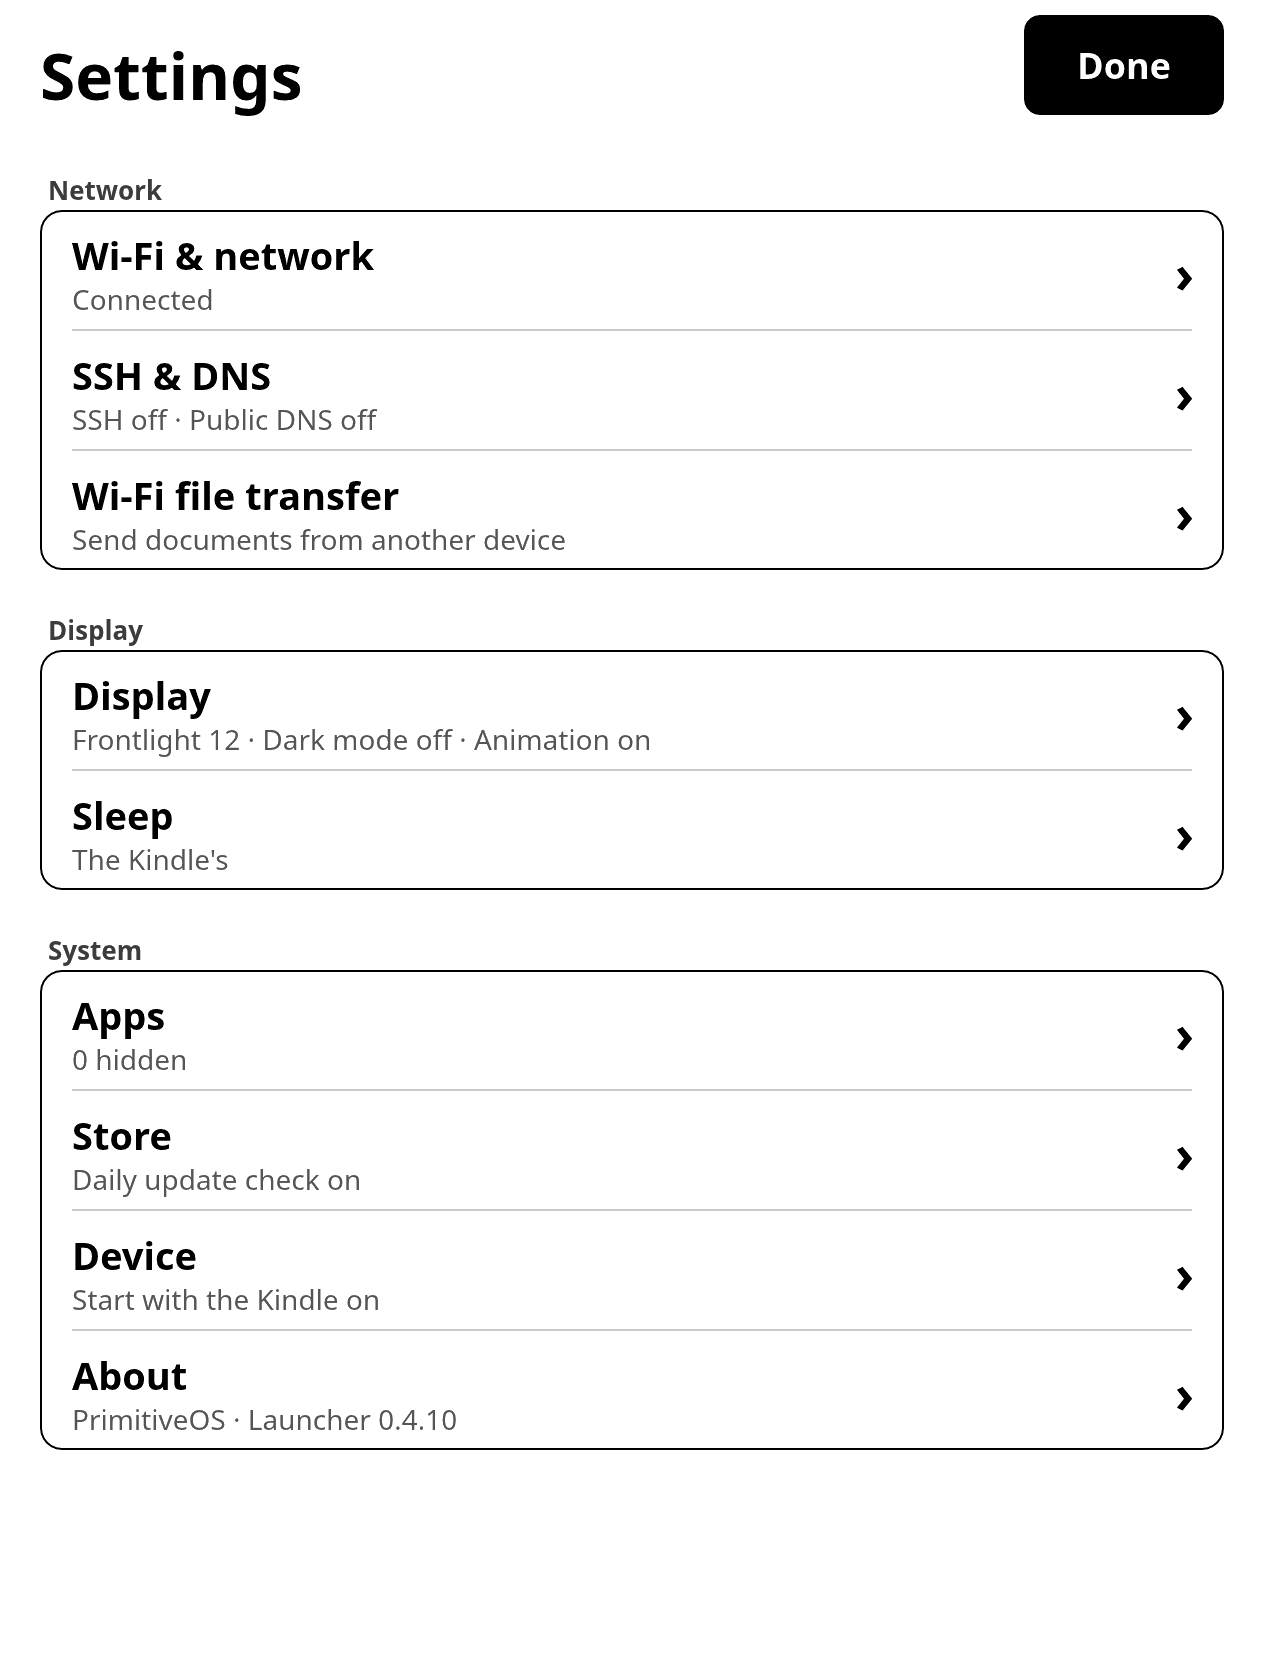 Settings
Done
Network
Wi-Fi & network
Connected
SSH & DNS
SSH off · Public DNS off
Wi-Fi file transfer
Send documents from another device
Display
Display
Frontlight 12 · Dark mode off · Animation on
Sleep
The Kindle's
System
Apps
0 hidden
Store
Daily update check on
Device
Start with the Kindle on
About
PrimitiveOS · Launcher 0.4.10